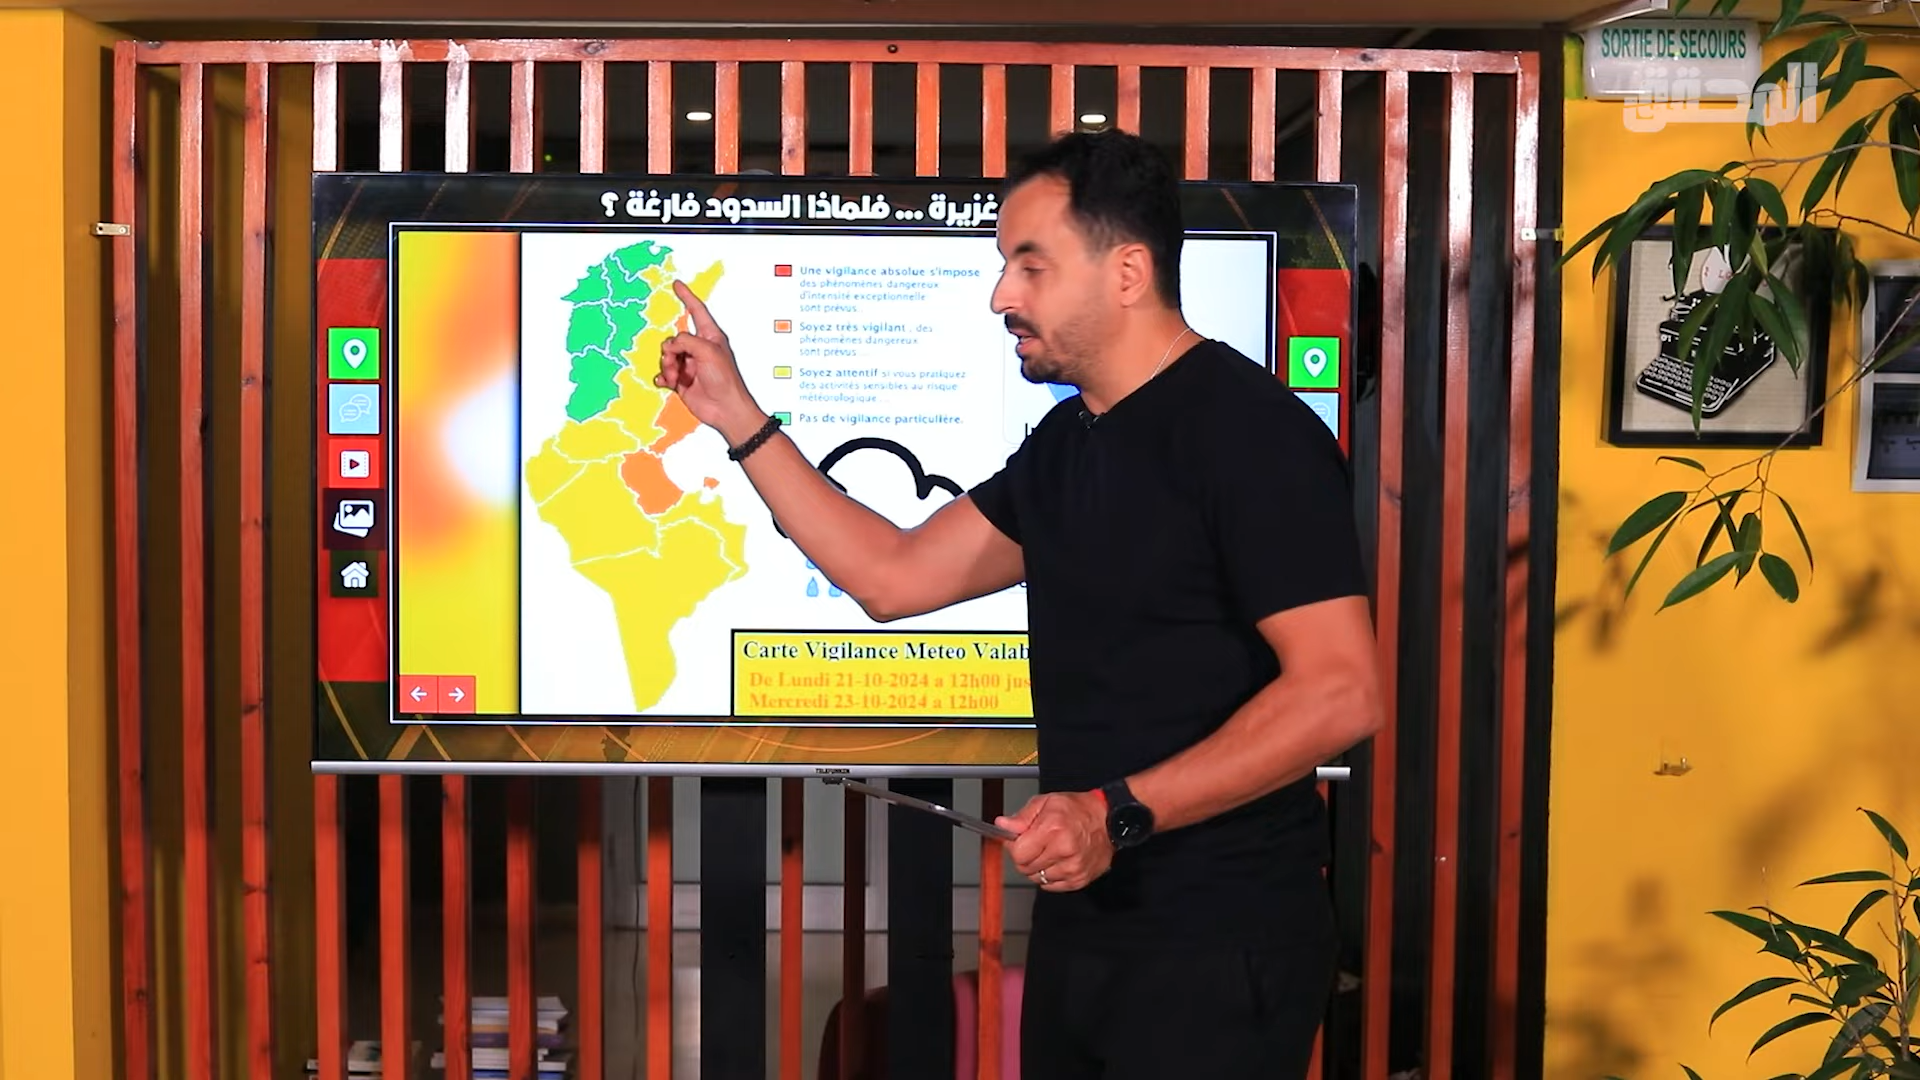 SORTIE DE SECOURS
المحقق
غزيرة ... فلماذا السدود فارغة ؟
Une vigilance absolue s'impose
des phénomènes dangereux
d'intensité exceptionnelle
sont prévus...
Soyez très vigilant, des
phénomènes dangereux
sont prévus...
Soyez attentif si vous pratiquez
des activités sensibles au risque
météorologique...
Pas de vigilance particulière.
Carte Vigilance Meteo Valab
De Lundi 21-10-2024 a 12h00 jus
Mercredi 23-10-2024 a 12h00
TELEFUNKEN